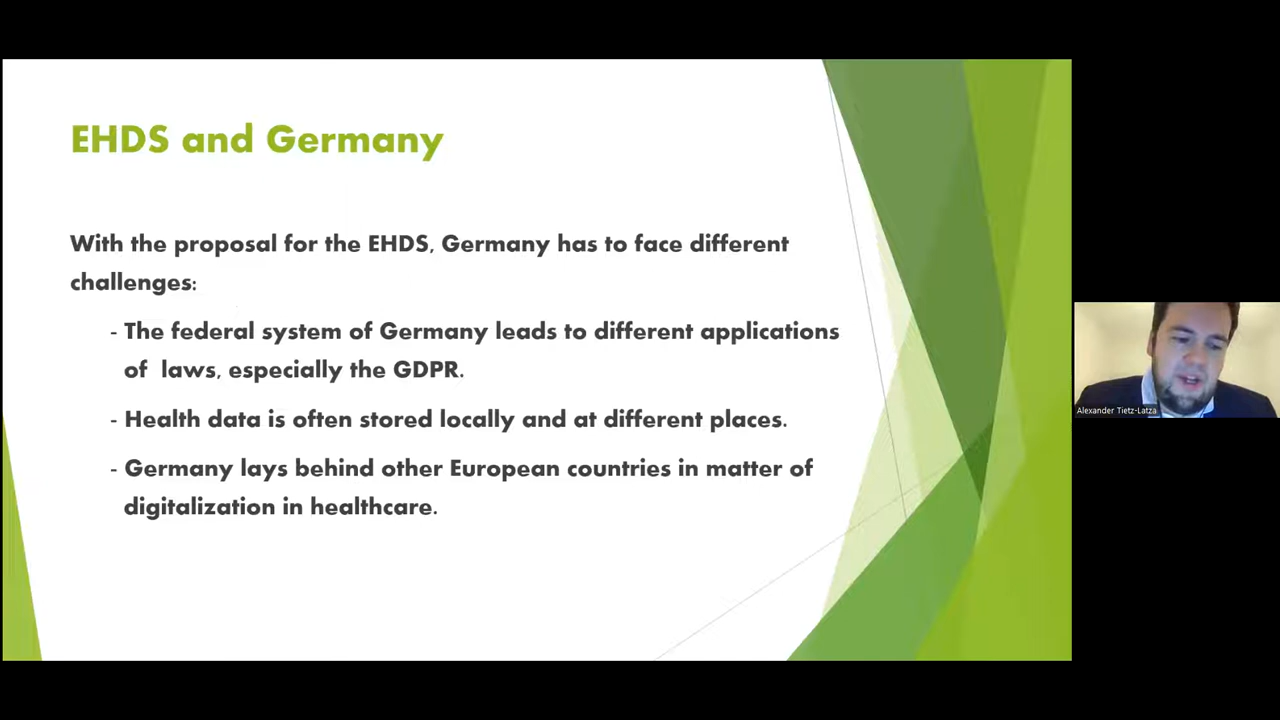 EHDS and Germany
With the proposal for the EHDS, Germany has to face different
challenges:
- The federal system of Germany leads to different applications
of  laws, especially the GDPR.
- Health data is often stored locally and at different places.
- Germany lays behind other European countries in matter of
digitalization in healthcare.
Alexander Tietz-Latza